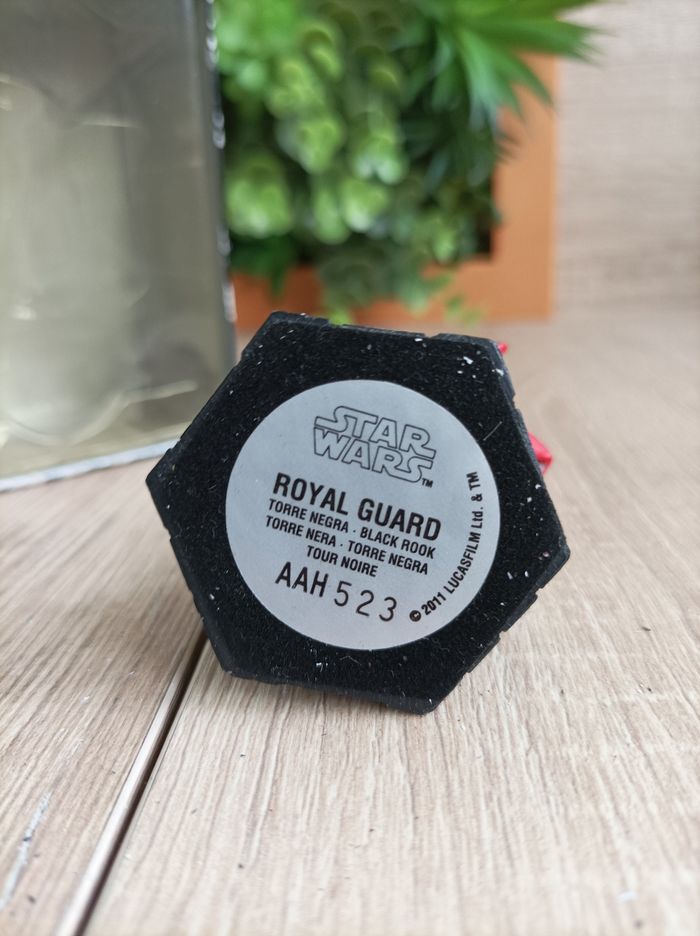 STAR
WARS™
ROYAL GUARD
TORRE NEGRA · BLACK ROOK
TORRE NERA · TORRE NEGRA
TOUR NOIRE
AAH 523
© 2011 LUCASFILM Ltd. & TM